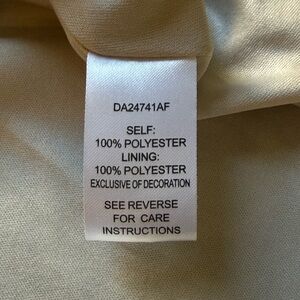 DA24741AF
SELF:
100% POLYESTER
LINING:
100% POLYESTER
EXCLUSIVE OF DECORATION
SEE REVERSE
FOR CARE
INSTRUCTIONS